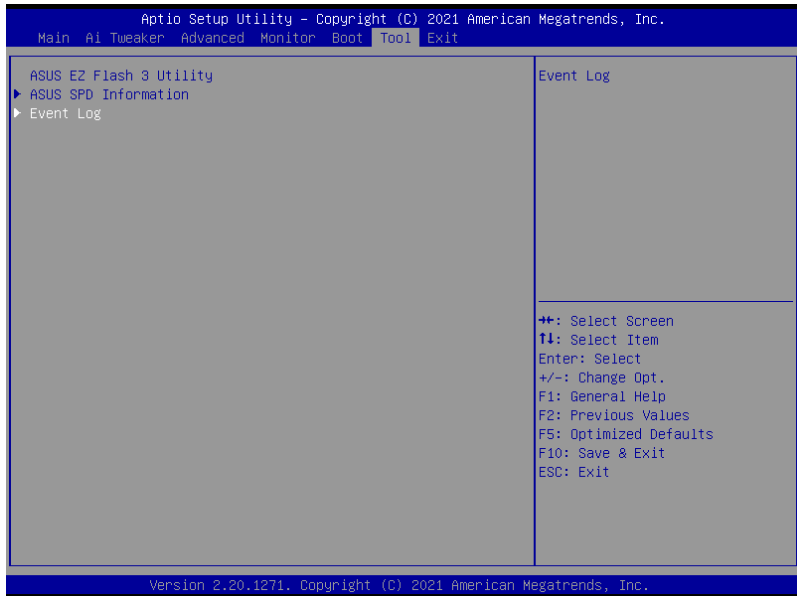 Aptio Setup Utility – Copyright (C) 2021 American Megatrends, Inc.
Main Ai Tweaker Advanced Monitor Boot Tool Exit
ASUS EZ Flash 3 Utility
ASUS SPD Information
Event Log
Event Log
→←: Select Screen
↑↓: Select Item
Enter: Select
+/-: Change Opt.
F1: General Help
F2: Previous Values
F5: Optimized Defaults
F10: Save & Exit
ESC: Exit
Version 2.20.1271. Copyright (C) 2021 American Megatrends, Inc.